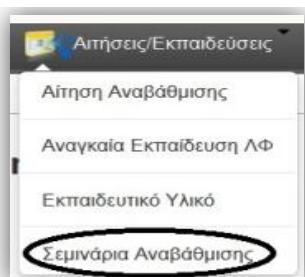 Αιτήσεις/Εκπαιδεύσεις
Αίτηση Αναβάθμισης
Αναγκαία Εκπαίδευση ΛΦ
Εκπαιδευτικό Υλικό
Σεμινάρια Αναβάθμισης